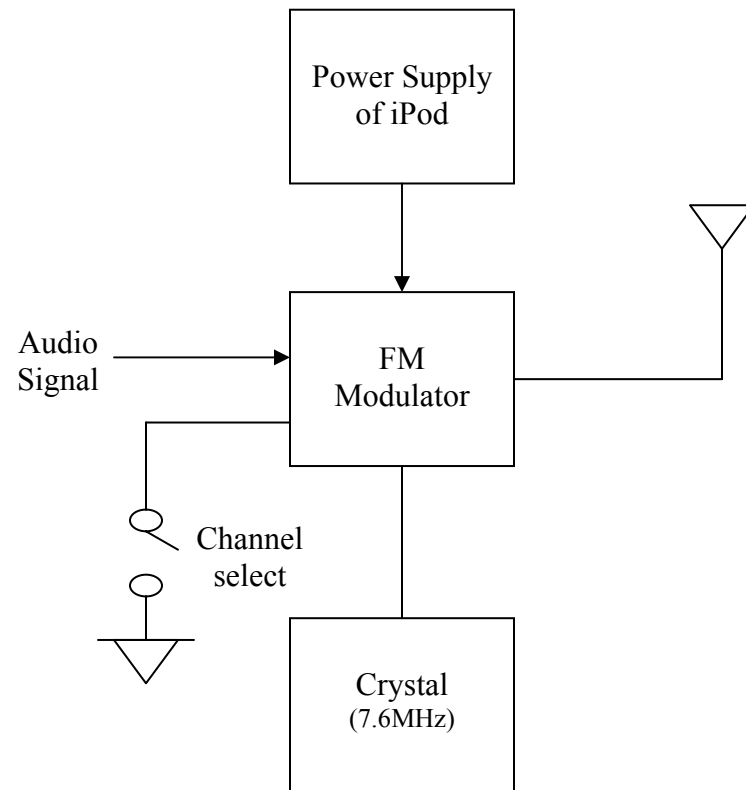 Power Supply
of iPod
Audio
Signal
FM
Modulator
Channel
select
Crystal
(7.6MHz)